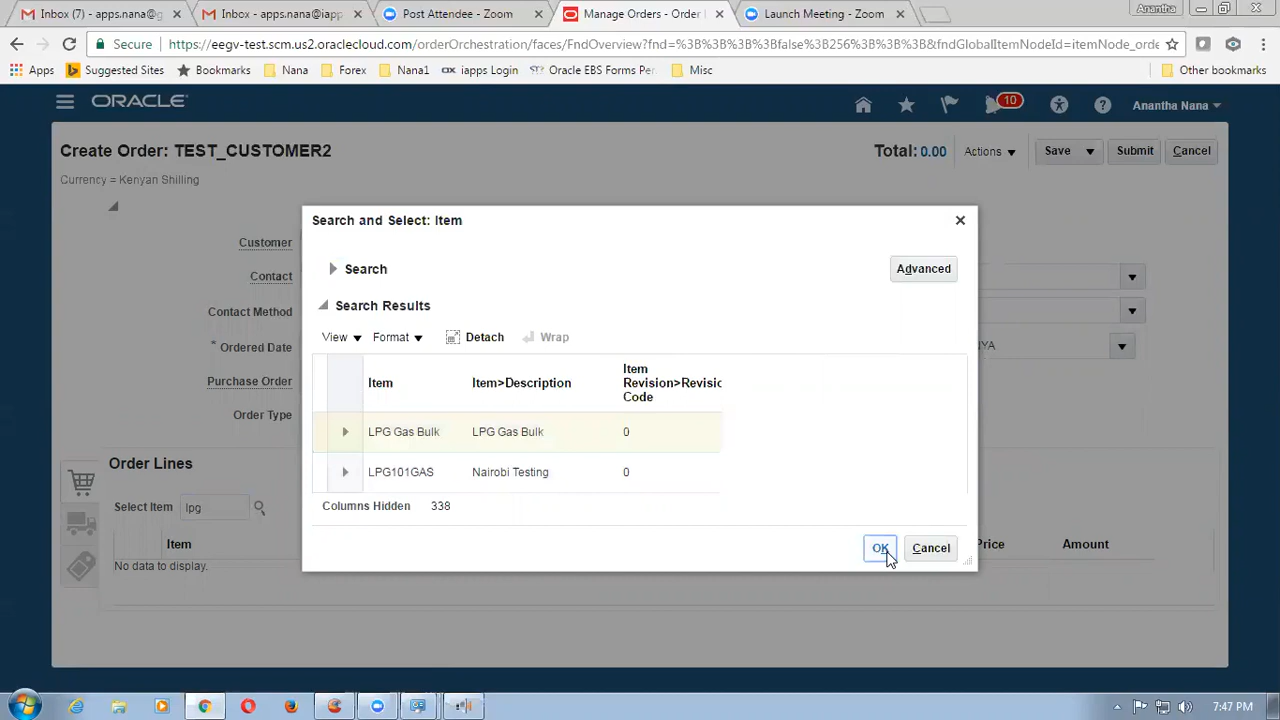 Inbox (7) - apps.nana@g
Inbox - apps.nana@iapp
Post Attendee - Zoom
Manage Orders - Order
Launch Meeting - Zoom
Anantha
Secure
https://eegv-test.scm.us2.oraclecloud.com/orderOrchestration/faces/FndOverview?fnd=%3B%3B%3B%3Bfalse%3B256%3B%3B%3B&fndGlobalItemNodeId=itemNode_orde
Apps
Suggested Sites
Bookmarks
Nana
Forex
Nana1
iapps Login
Oracle EBS Forms Per
Misc
Other bookmarks
ORACLE
10
Anantha Nana
Create Order: TEST_CUSTOMER2
Total: 0.00
Actions
Save
Submit
Cancel
Currency = Kenyan Shilling
Search and Select: Item
Customer
Search
Advanced
Contact
Search Results
Contact Method
View
Format
Detach
Wrap
* Ordered Date
NYA
Purchase Order
Item
Item>Description
Item Revision>Revisic Code
Order Type
LPG Gas Bulk
LPG Gas Bulk
0
Order Lines
LPG101GAS
Nairobi Testing
0
Select Item
lpg
Columns Hidden 338
Item
OK
Cancel
Price
Amount
No data to display.
7:47 PM